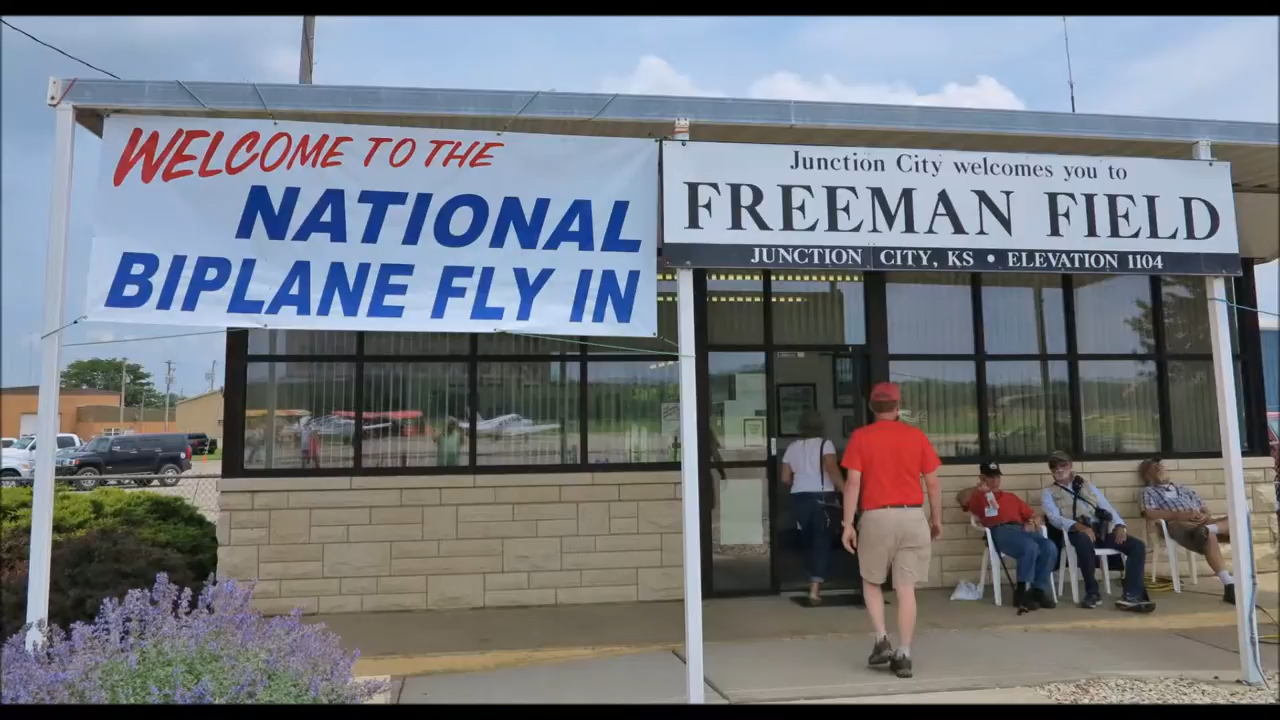 WELCOME TO THE
NATIONAL
BIPLANE FLY IN
Junction City welcomes you to
FREEMAN FIELD
JUNCTION CITY, KS • ELEVATION 1104